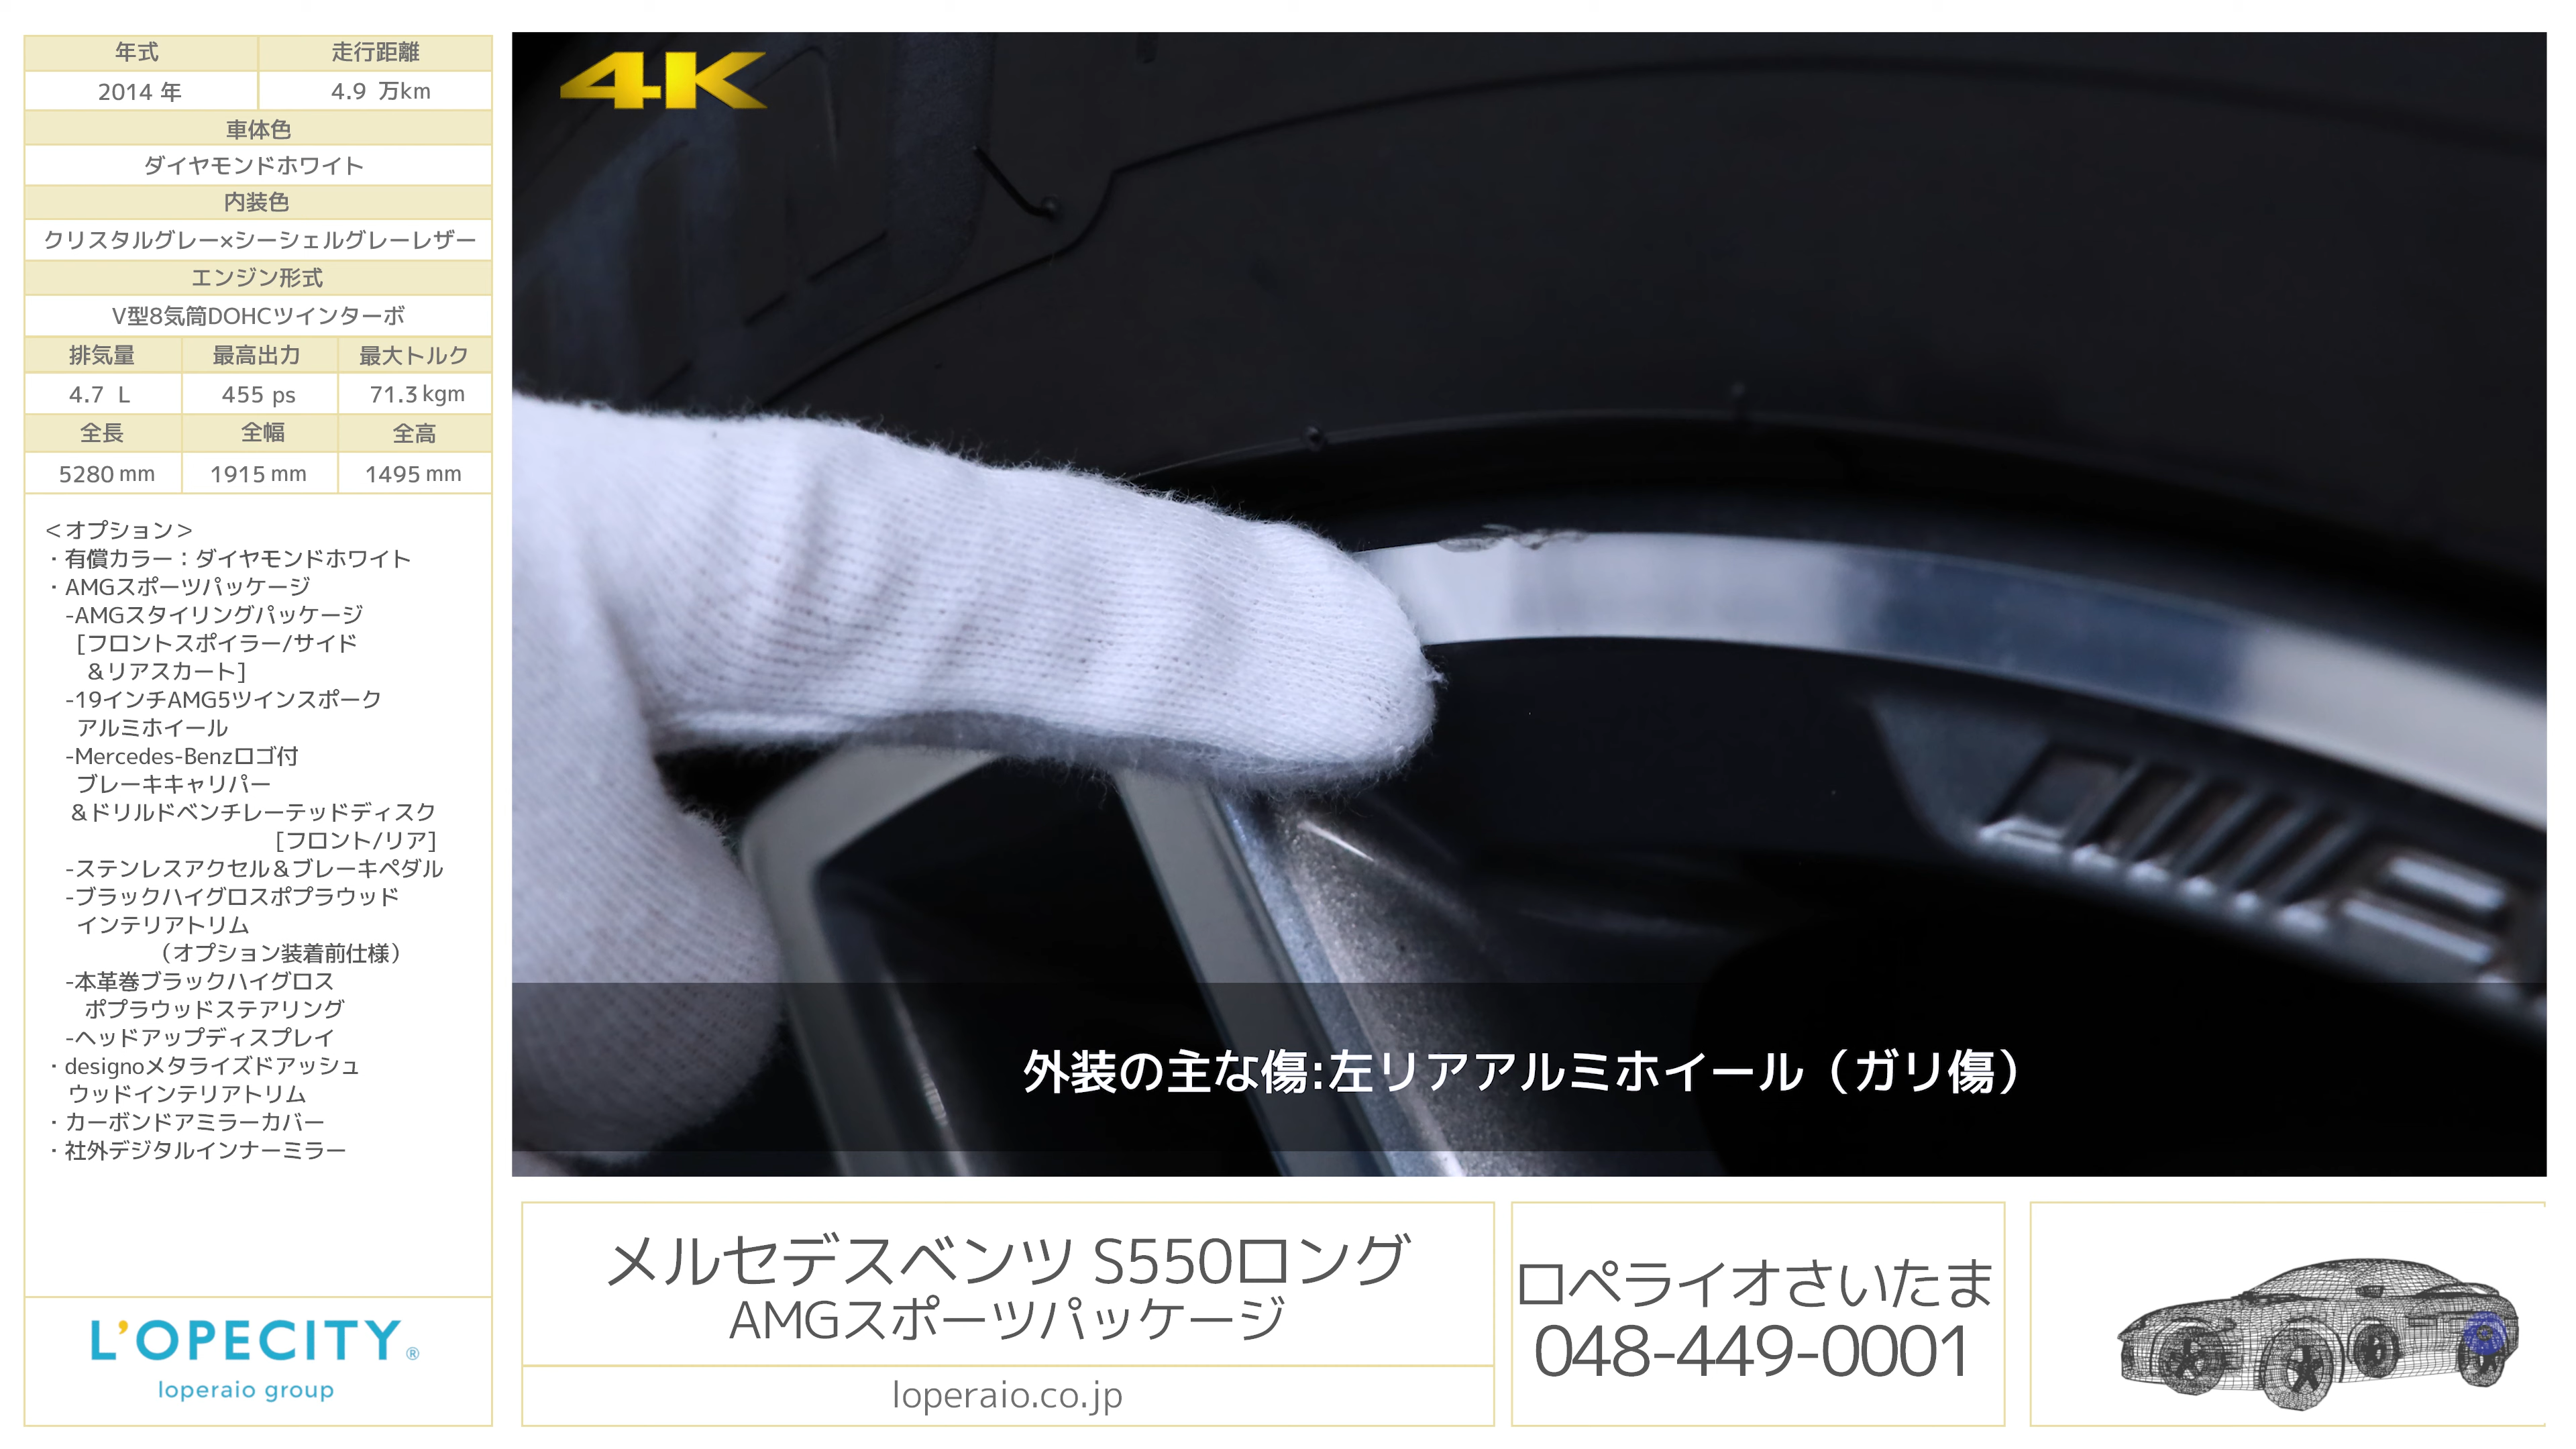 年式 走行距離
2014 年 4.9 万km
車体色
ダイヤモンドホワイト
内装色
クリスタルグレー×シーシェルグレーレザー
エンジン形式
V型8気筒DOHCツインターボ
排気量 最高出力 最大トルク
4.7 L 455 ps 71.3 kgm
全長 全幅 全高
5280 mm 1915 mm 1495 mm
＜オプション＞
・有償カラー：ダイヤモンドホワイト
・AMGスポーツパッケージ
-AMGスタイリングパッケージ
[フロントスポイラー/サイド
＆リアスカート]
-19インチAMG5ツインスポーク
アルミホイール
-Mercedes-Benzロゴ付
ブレーキキャリパー
＆ドリルドベンチレーテッドディスク
[フロント/リア]
-ステンレスアクセル＆ブレーキペダル
-ブラックハイグロスポプラウッド
インテリアトリム
（オプション装着前仕様）
-本革巻ブラックハイグロス
ポプラウッドステアリング
-ヘッドアップディスプレイ
・designoメタライズドアッシュ
ウッドインテリアトリム
・カーボンドアミラーカバー
・社外デジタルインナーミラー
L'OPECITY®
loperaio group
4K
外装の主な傷:左リアアルミホイール（ガリ傷）
メルセデスベンツ S550ロング
AMGスポーツパッケージ
loperaio.co.jp
ロペライオさいたま
048-449-0001